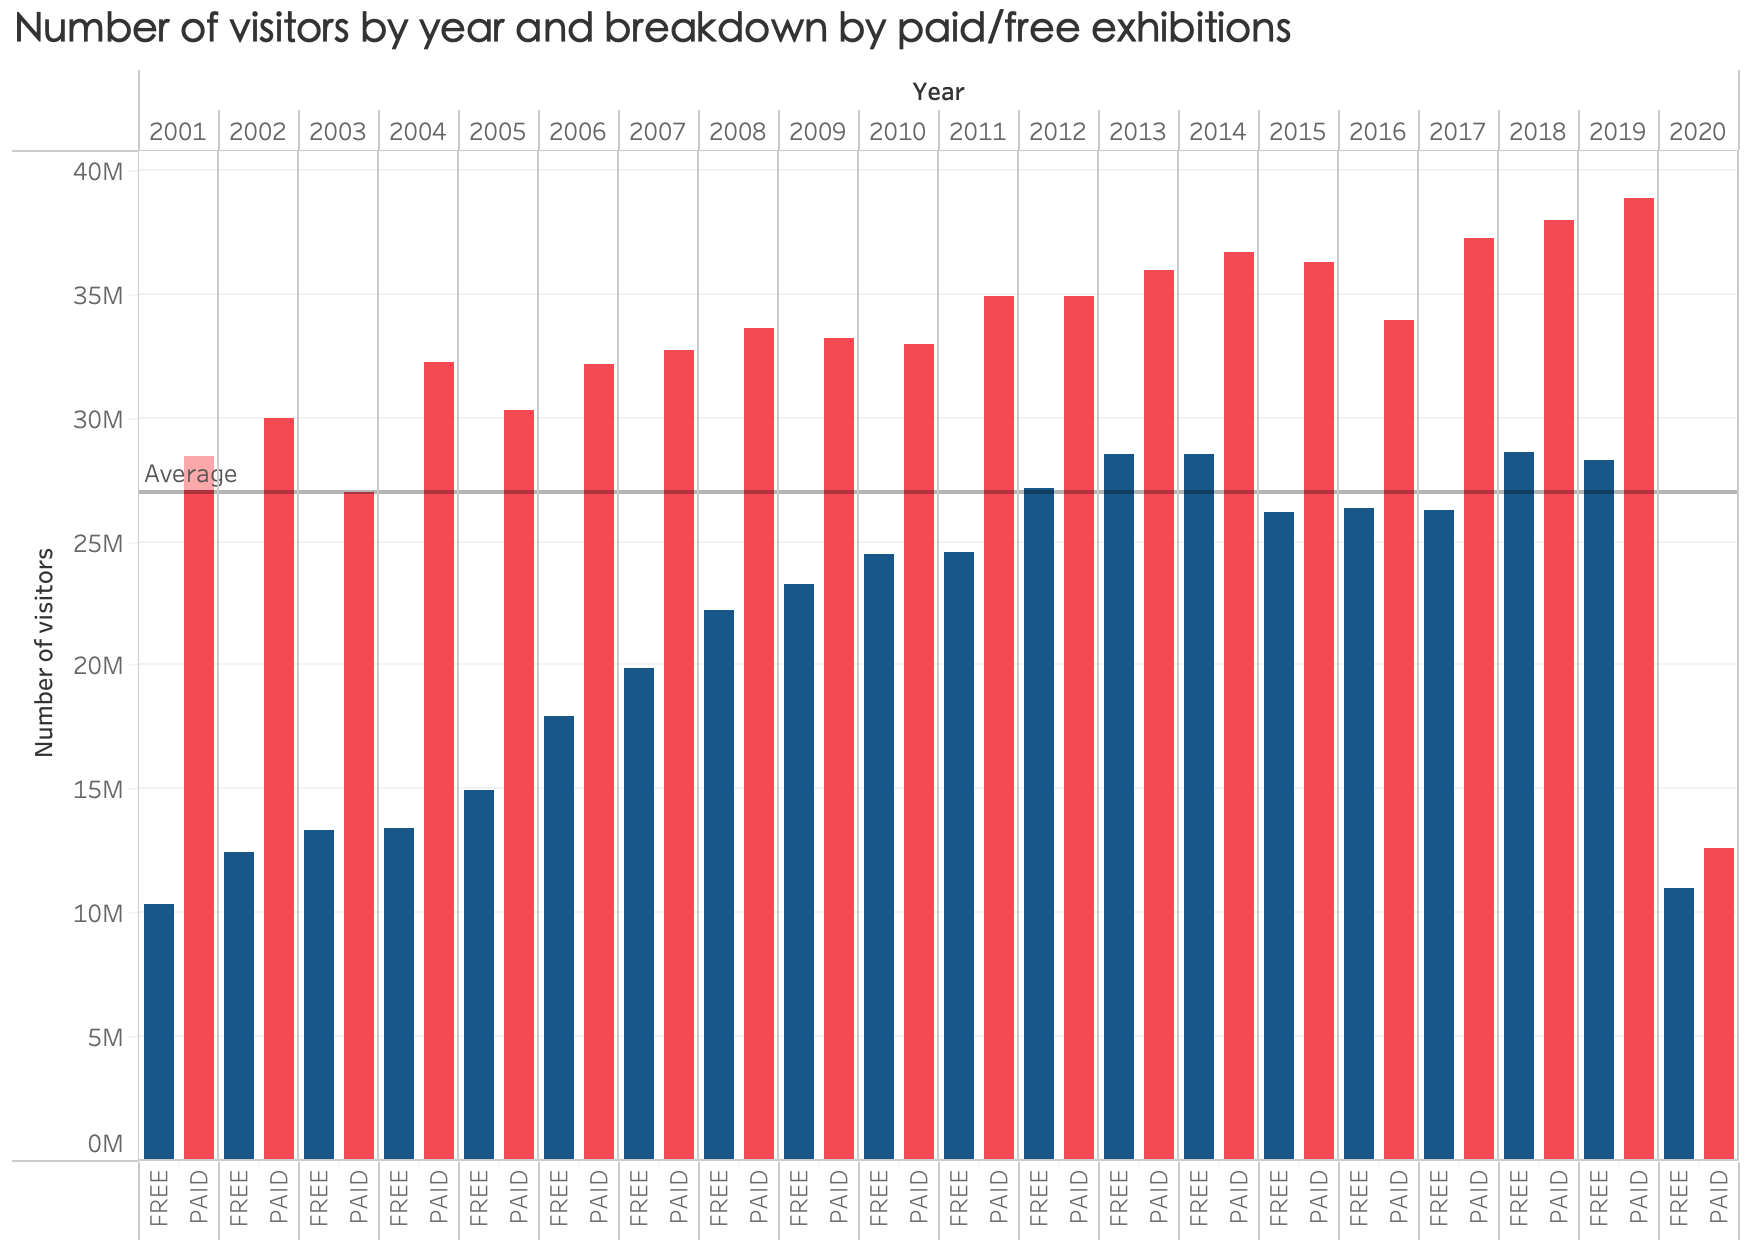 Number of visitors by year and breakdown by paid/free exhibitions
Year
2001 2002 2003 2004 2005 2006 2007 2008 2009 2010 2011 2012 2013 2014 2015 2016 2017 2018 2019 2020
40M
35M
30M
Average
25M
20M
15M
10M
5M
0M
Number of visitors
FREE PAID FREE PAID FREE PAID FREE PAID FREE PAID FREE PAID FREE PAID FREE PAID FREE PAID FREE PAID FREE PAID FREE PAID FREE PAID FREE PAID FREE PAID FREE PAID FREE PAID FREE PAID FREE PAID FREE PAID